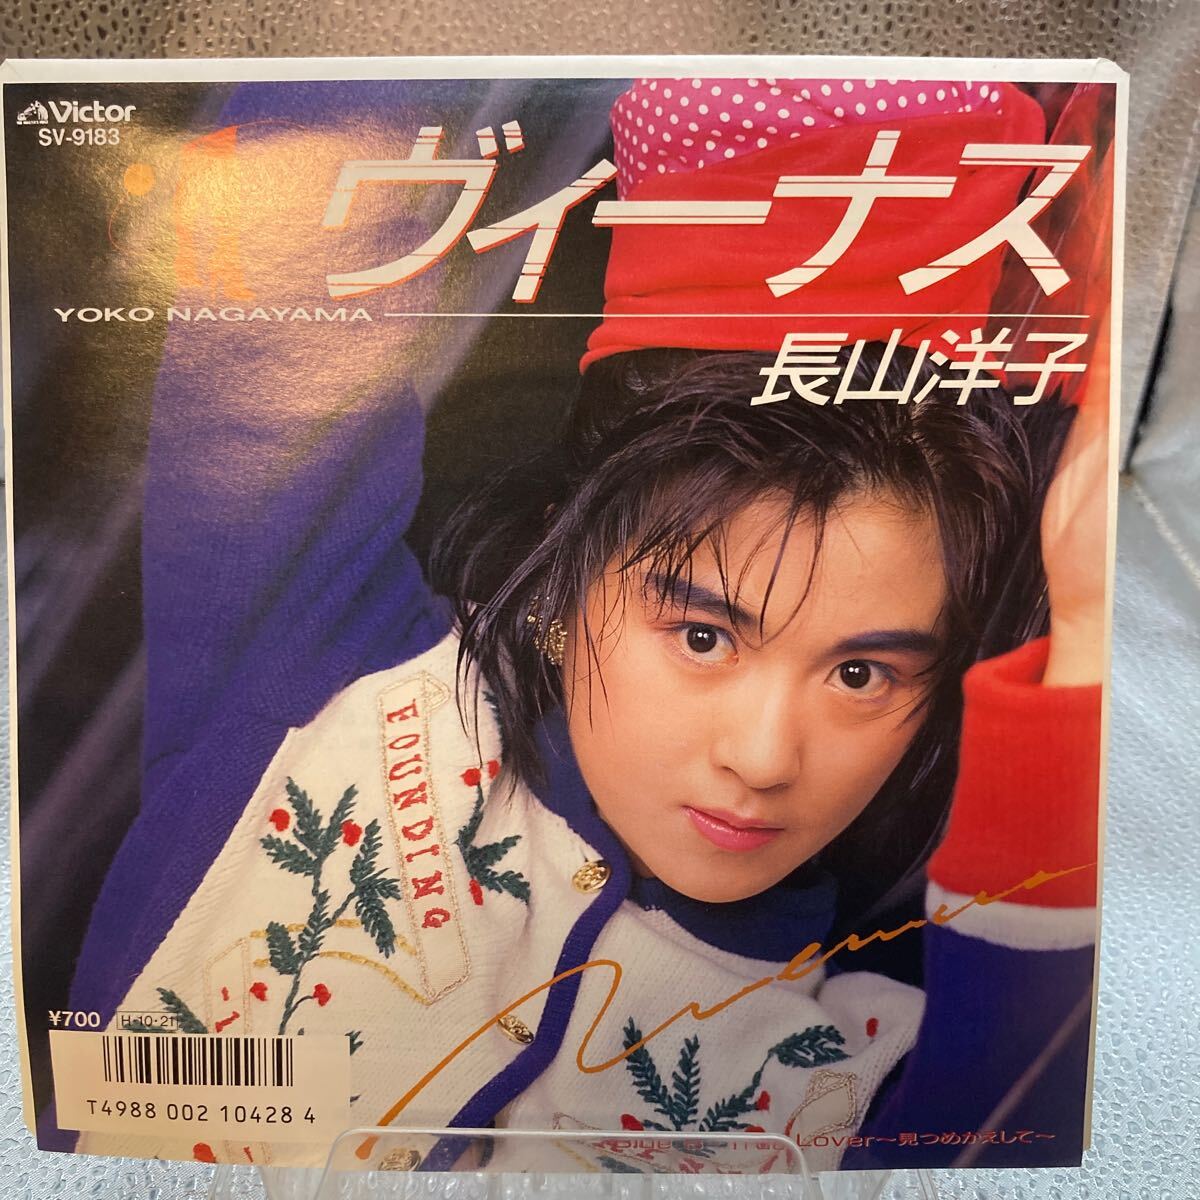 Victor
SV-9183
ヴィーナス
YOKO NAGAYAMA
長山洋子
FOUNDING
Venus
¥700 H·10·21
T4988 002 10428 4
Lover～見つめかえして～